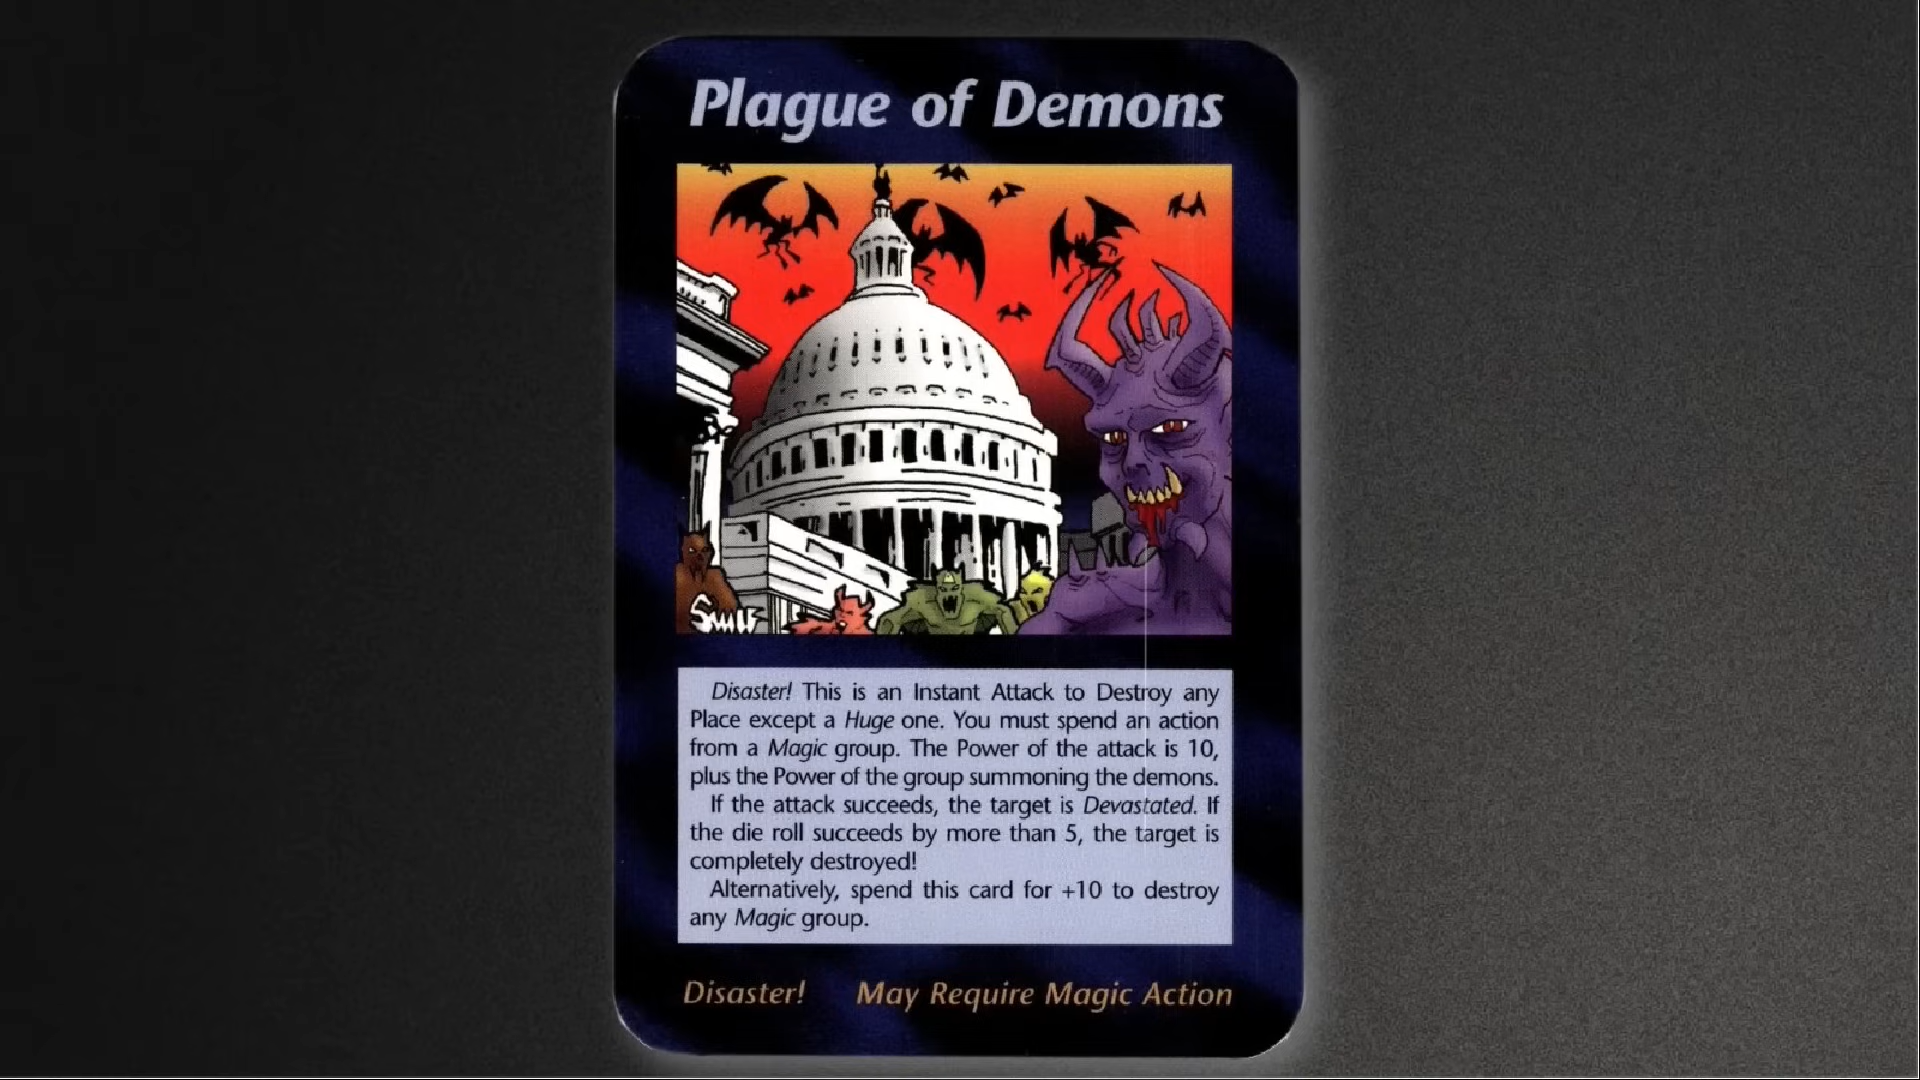 Plague of Demons
Disaster! This is an Instant Attack to Destroy any
Place except a Huge one. You must spend an action
from a Magic group. The Power of the attack is 10,
plus the Power of the group summoning the demons.
If the attack succeeds, the target is Devastated. If
the die roll succeeds by more than 5, the target is
completely destroyed!
Alternatively, spend this card for +10 to destroy
any Magic group.
Disaster! May Require Magic Action